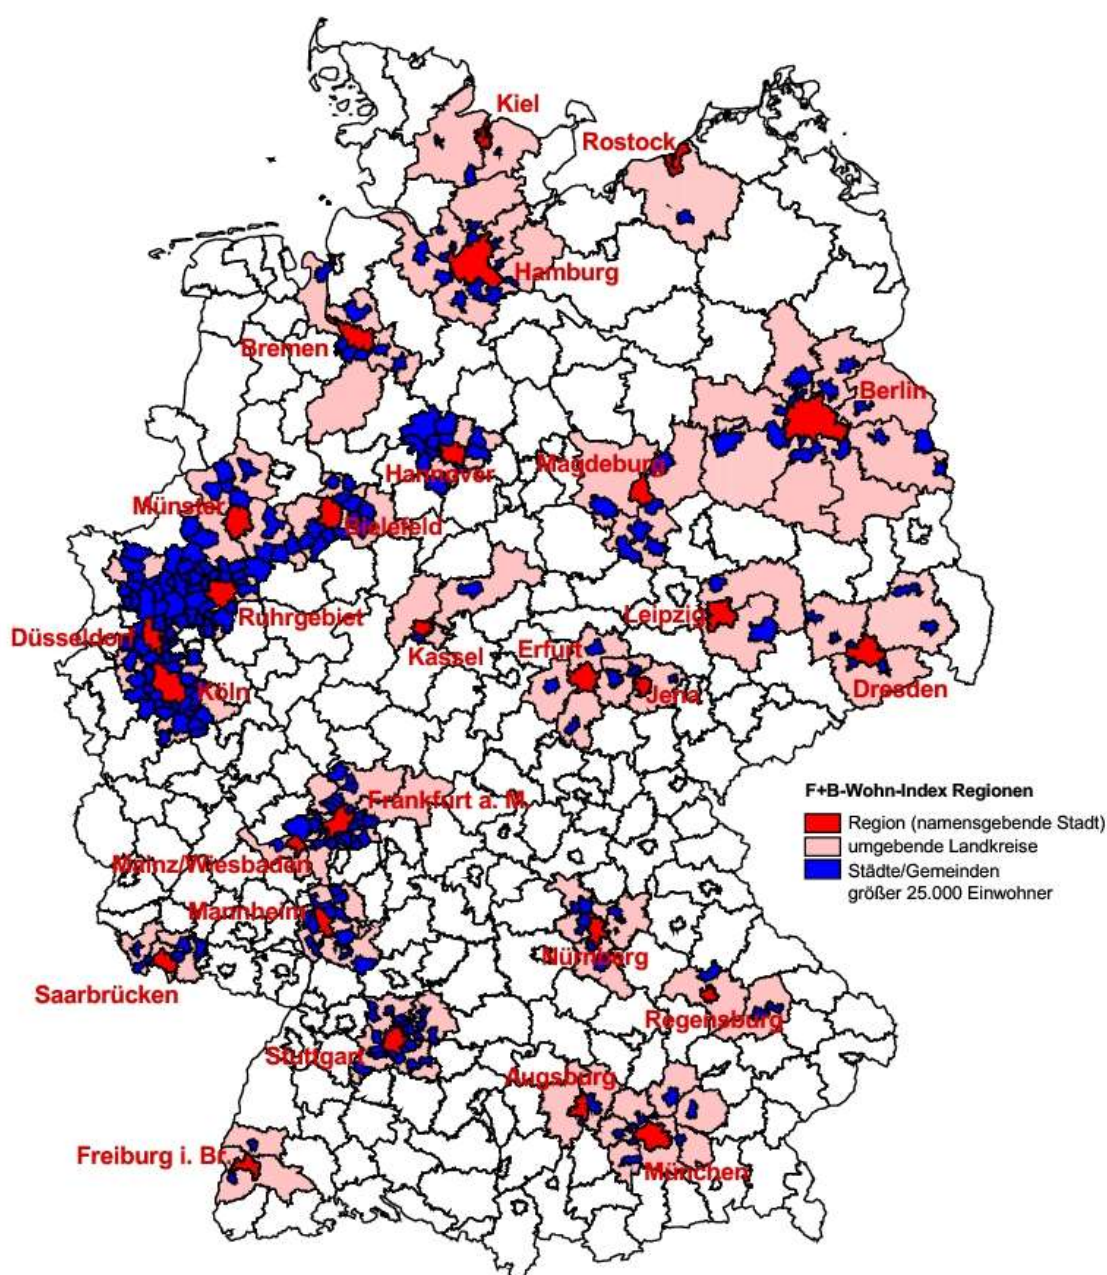 Kiel
Rostock
Hamburg
Bremen
Berlin
Hannover
Magdeburg
Münster
Bielefeld
Ruhrgebiet
Leipzig
Düsseldorf
Kassel
Erfurt
Köln
Jena
Dresden
F+B-Wohn-Index Regionen
Region (namensgebende Stadt)
umgebende Landkreise
Städte/Gemeinden
größer 25.000 Einwohner
Frankfurt a. M.
Mainz/Wiesbaden
Mannheim
Nürnberg
Saarbrücken
Regensburg
Stuttgart
Augsburg
Freiburg i. Br.
München